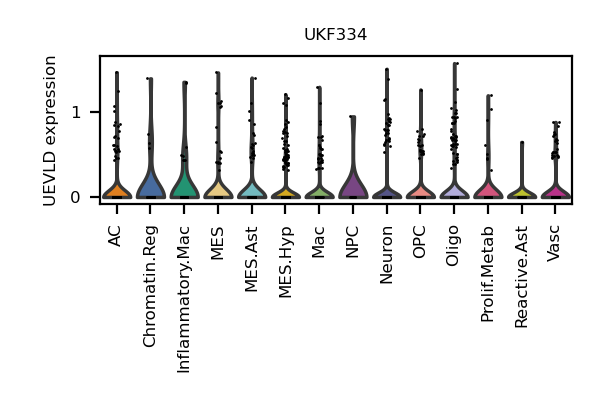 UKF334
UEVLD expression
1
0
AC
Chromatin.Reg
Inflammatory.Mac
MES
MES.Ast
MES.Hyp
Mac
NPC
Neuron
OPC
Oligo
Prolif.Metab
Reactive.Ast
Vasc